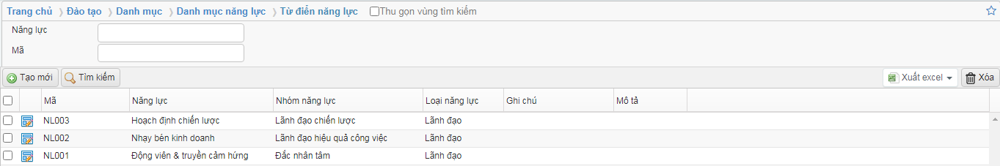 Trang chủ ❭ Đào tạo ❭ Danh mục ❭ Danh mục năng lực ❭ Từ điển năng lực Thu gọn vùng tìm kiếm
Năng lực
Mã
Tạo mới Tìm kiếm Xuất excel Xóa
Mã Năng lực Nhóm năng lực Loại năng lực Ghi chú Mô tả
NL003 Hoạch định chiến lược Lãnh đạo chiến lược Lãnh đạo
NL002 Nhạy bén kinh doanh Lãnh đạo hiệu quả công việc Lãnh đạo
NL001 Động viên & truyền cảm hứng Đắc nhân tâm Lãnh đạo